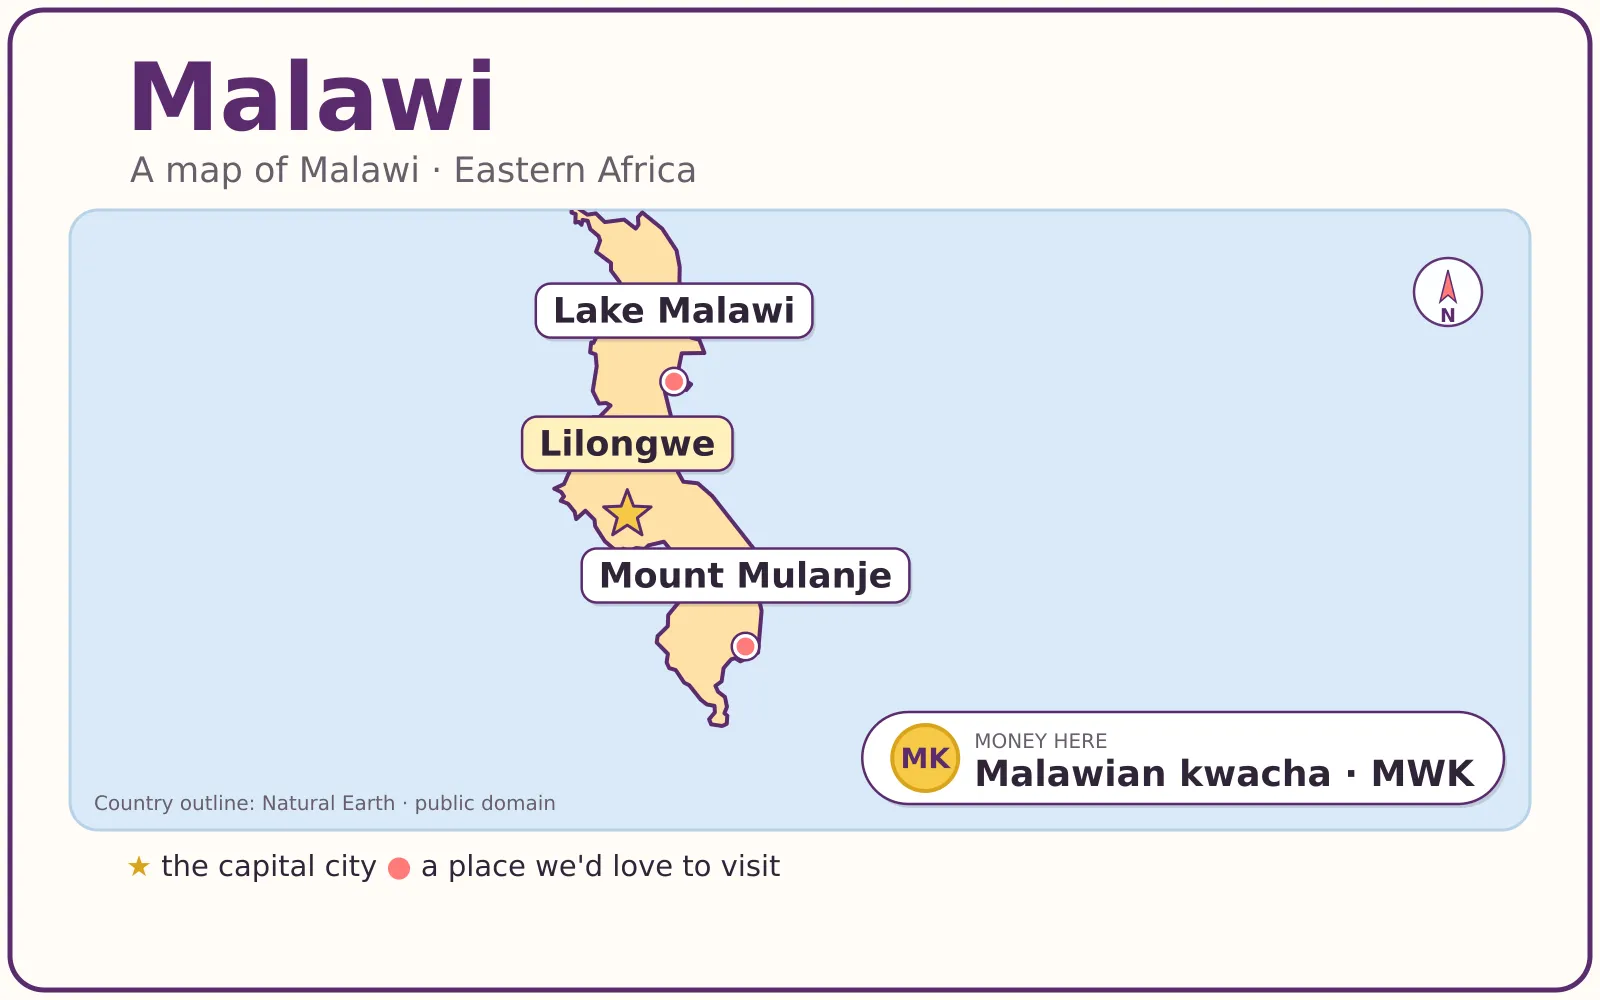 Malawi
A map of Malawi · Eastern Africa
N
Lake Malawi
Lilongwe
Mount Mulanje
MK
MONEY HERE
Malawian kwacha · MWK
Country outline: Natural Earth · public domain
★ the capital city ● a place we'd love to visit